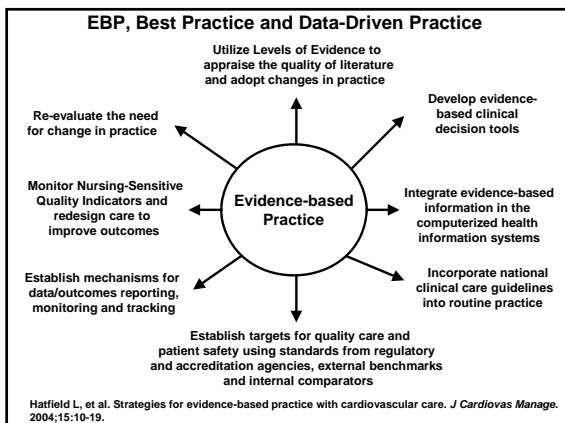 EBP, Best Practice and Data-Driven Practice
Utilize Levels of Evidence to
appraise the quality of literature
and adopt changes in practice
Develop evidence-
based clinical
decision tools
Integrate evidence-based
information in the
computerized health
information systems
Incorporate national
clinical care guidelines
into routine practice
Establish targets for quality care and
patient safety using standards from regulatory
and accreditation agencies, external benchmarks
and internal comparators
Establish mechanisms for
data/outcomes reporting,
monitoring and tracking
Monitor Nursing-Sensitive
Quality Indicators and
redesign care to
improve outcomes
Re-evaluate the need
for change in practice
Evidence-based
Practice
Hatfield L, et al. Strategies for evidence-based practice with cardiovascular care. J Cardiovas Manage.
2004;15:10-19.